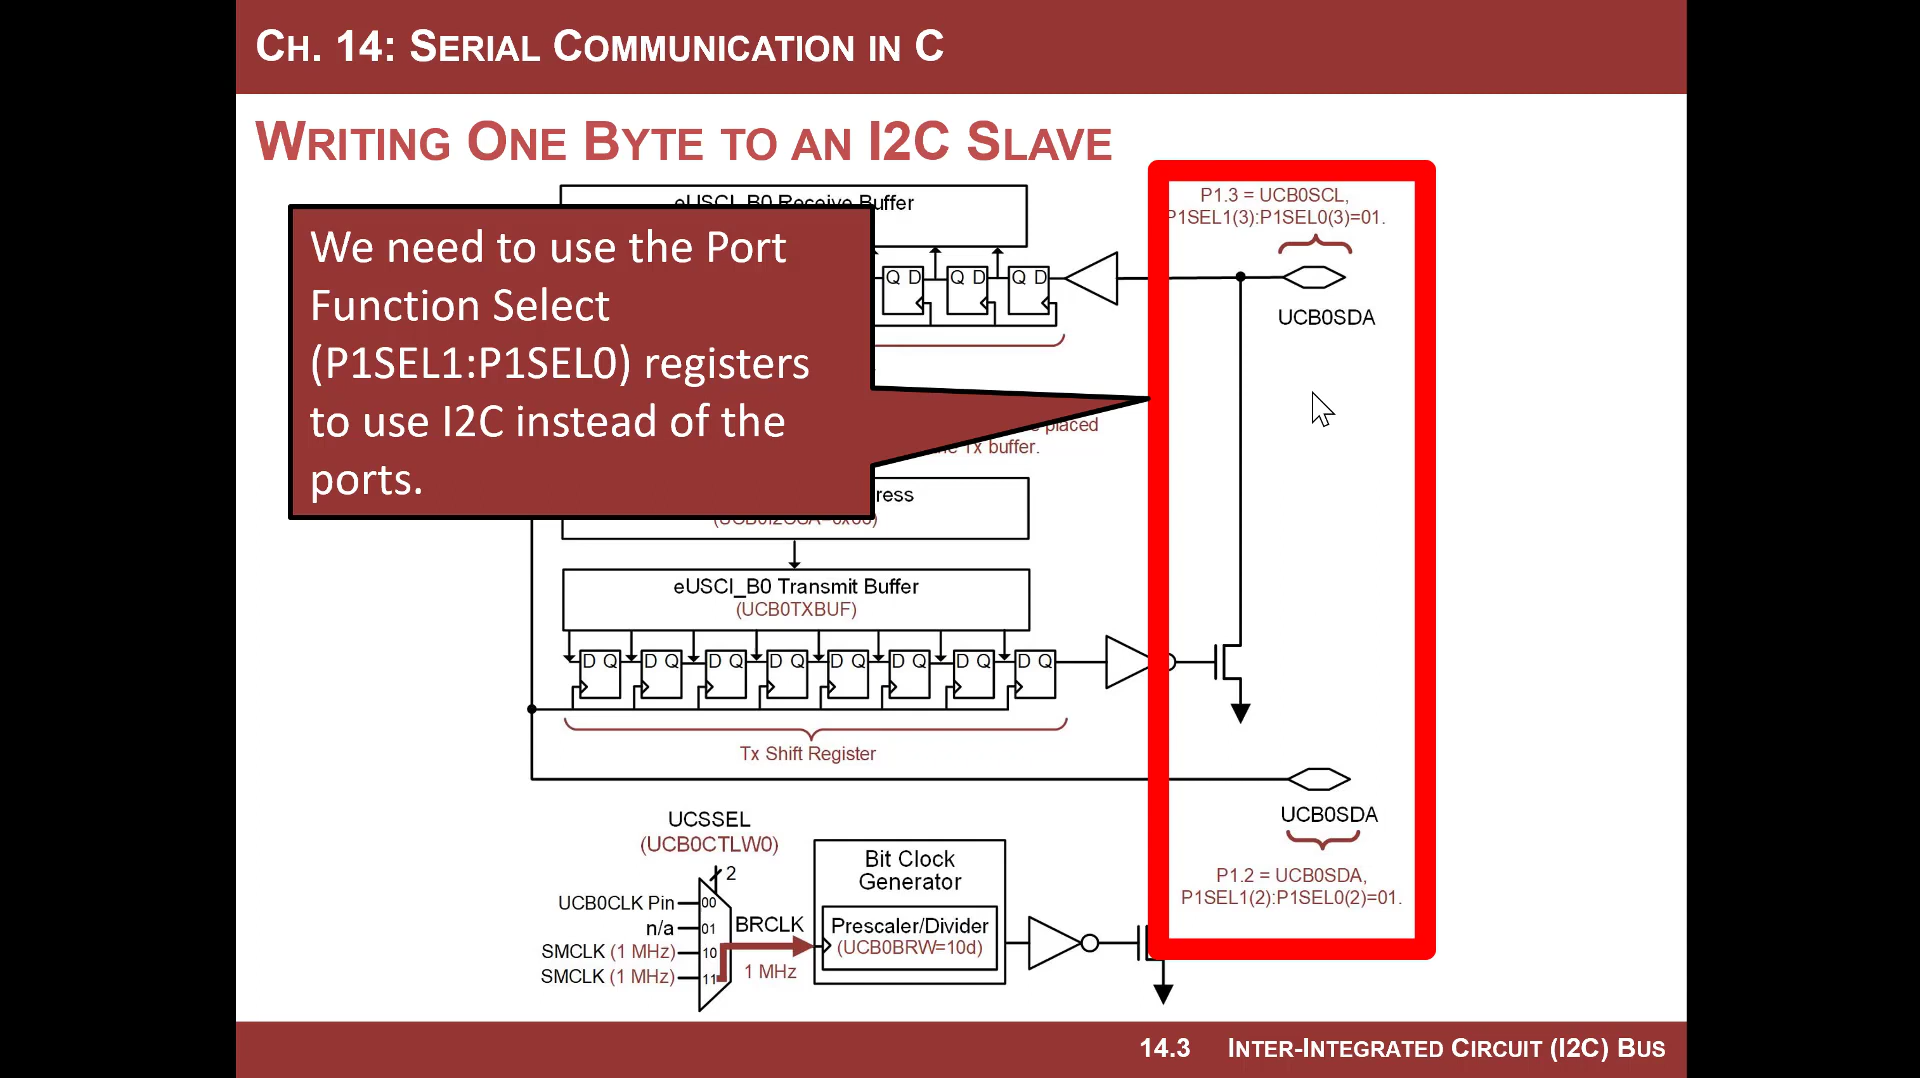 CH. 14: SERIAL COMMUNICATION IN C
WRITING ONE BYTE TO AN I2C SLAVE
eUSCI_B0 Receive Buffer
P1.3 = UCB0SCL,
P1SEL1(3):P1SEL0(3)=01.
We need to use the Port
Function Select
(P1SEL1:P1SEL0) registers
to use I2C instead of the
ports.
Q D
Q D
Q D
UCB0SDA
placed
Tx buffer.
ress
eUSCI_B0 Transmit Buffer
(UCB0TXBUF)
D Q
D Q
D Q
D Q
D Q
D Q
D Q
D Q
Tx Shift Register
UCB0SDA
P1.2 = UCB0SDA,
P1SEL1(2):P1SEL0(2)=01.
UCSSEL
(UCB0CTLW0)
2
UCB0CLK Pin
00
n/a
01
SMCLK (1 MHz)
10
SMCLK (1 MHz)
11
BRCLK
1 MHz
Bit Clock
Generator
Prescaler/Divider
(UCB0BRW=10d)
14.3 INTER-INTEGRATED CIRCUIT (I2C) BUS